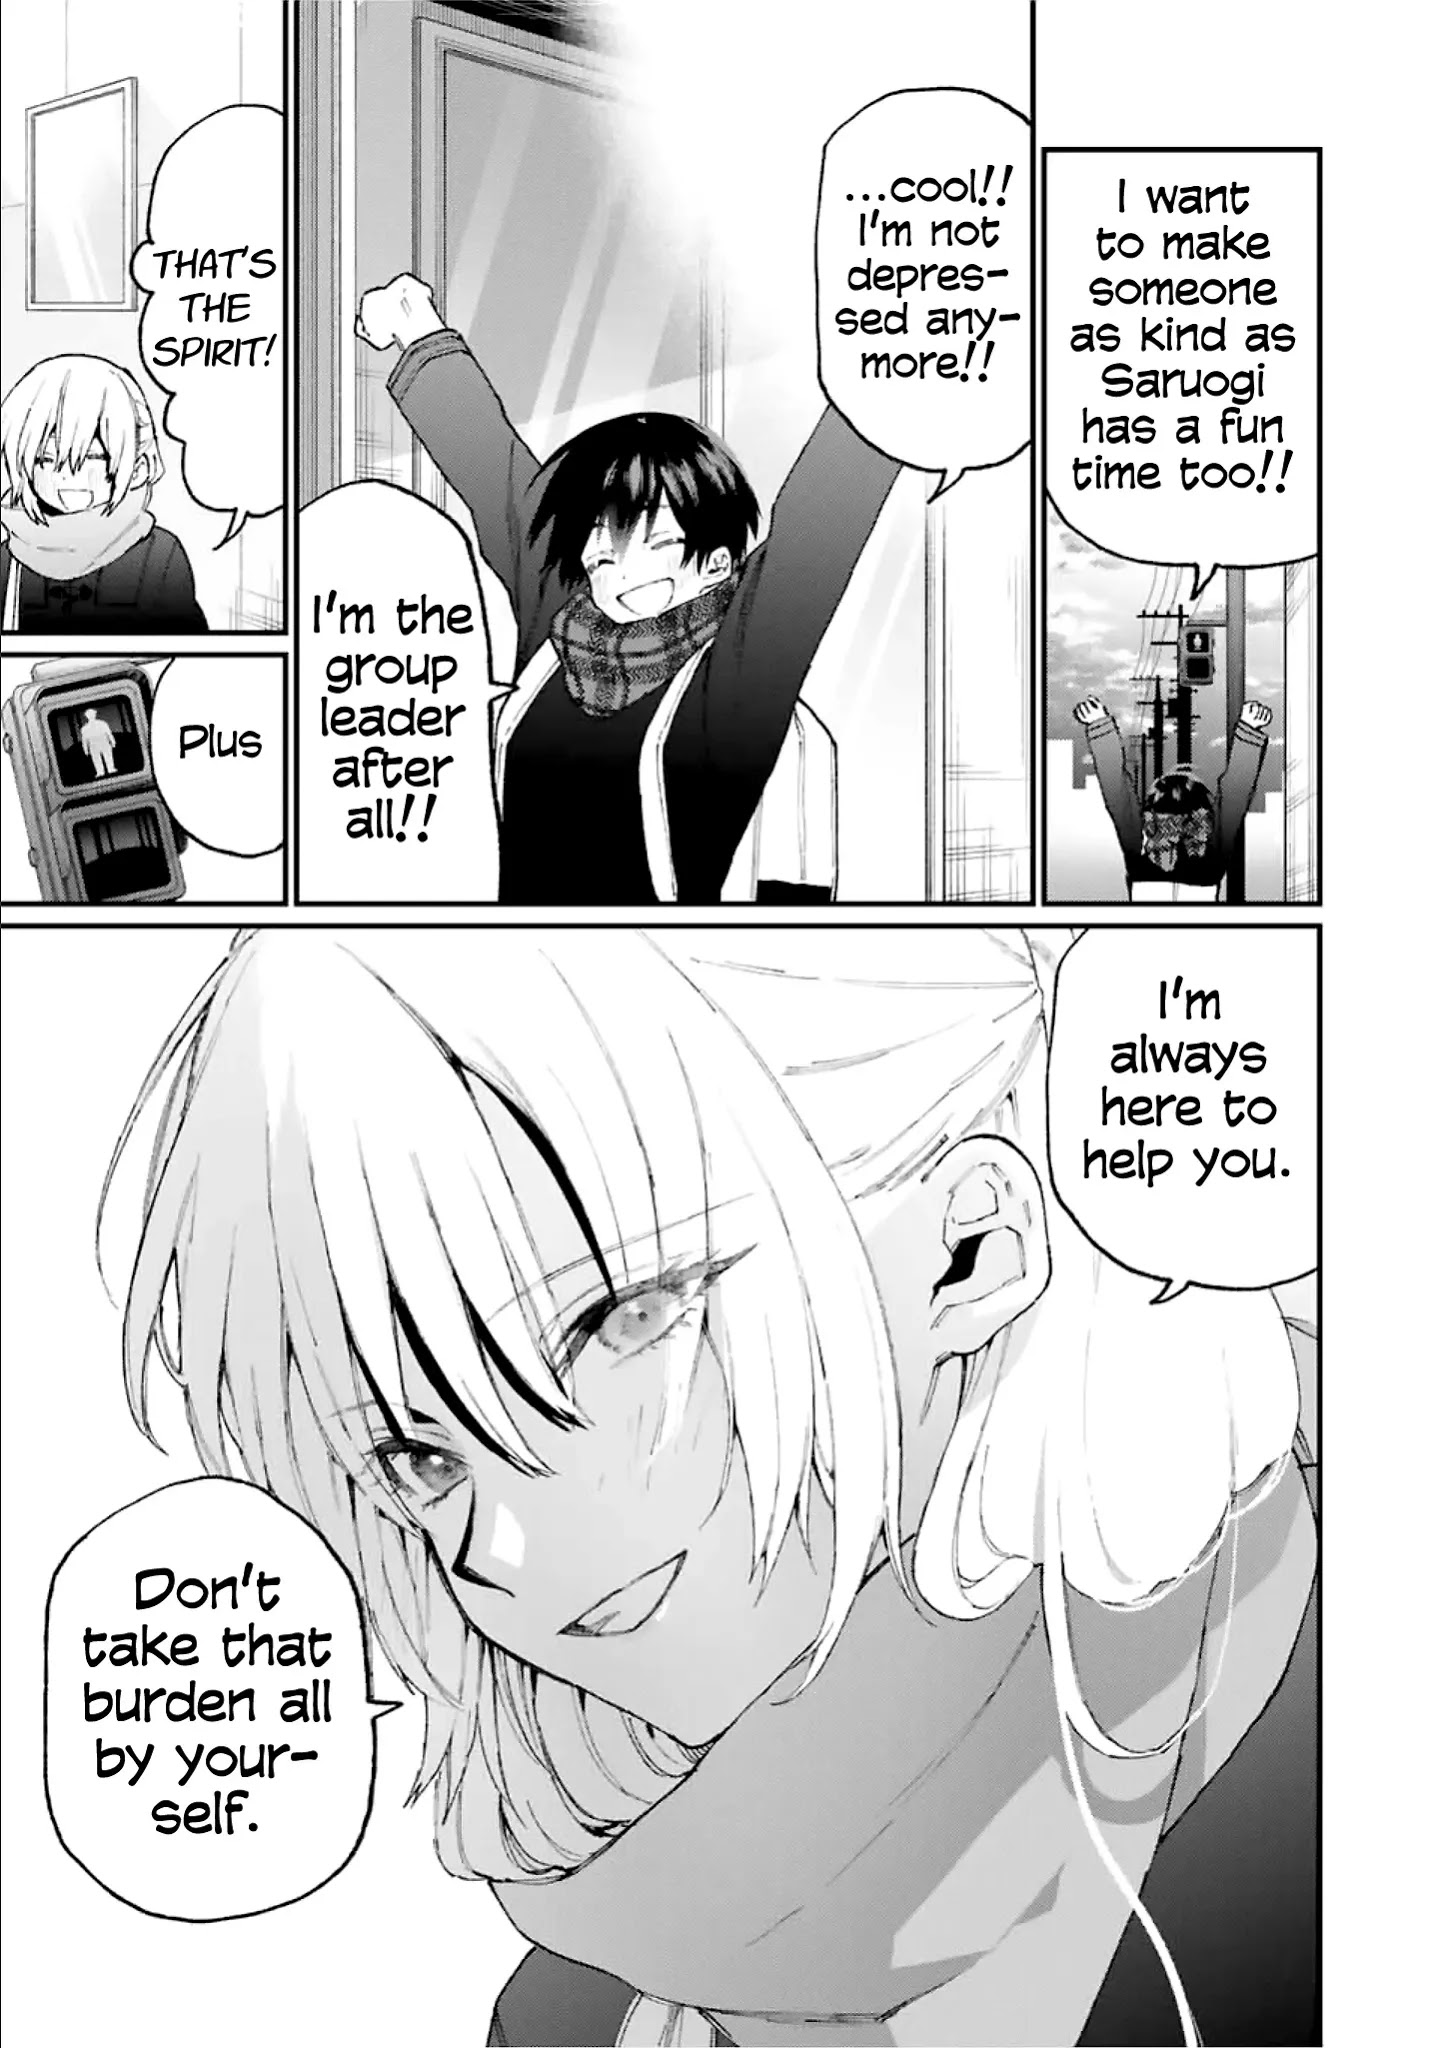 I want
to make
someone
as kind as
Saruogi
has a fun
time too!!
...cool!!
I'm not
depres-
sed any-
more!!
I'm the
group
leader
after
all!!
THAT'S
THE
SPIRIT!
Plus
I'm
always
here to
help you.
Don't
take that
burden all
by your-
self.